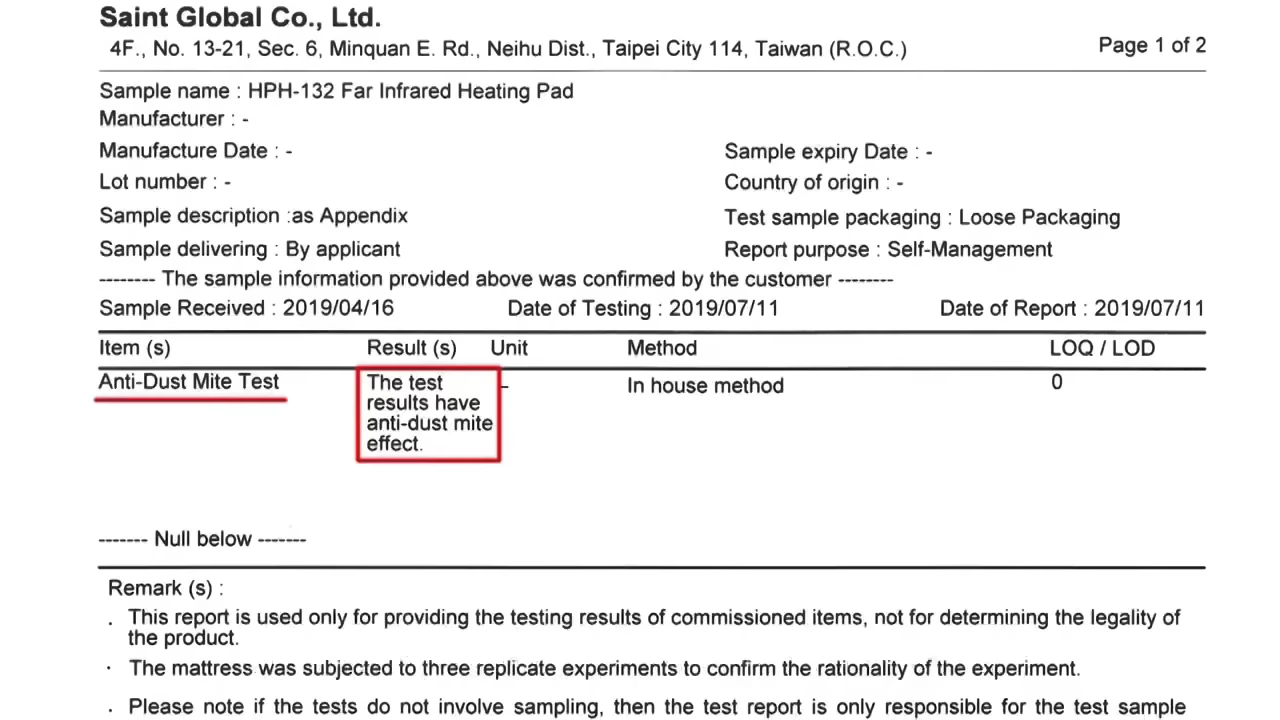 Saint Global Co., Ltd.
4F., No. 13-21, Sec. 6, Minquan E. Rd., Neihu Dist., Taipei City 114, Taiwan (R.O.C.)
Page 1 of 2
Sample name : HPH-132 Far Infrared Heating Pad
Manufacturer : -
Manufacture Date : -
Sample expiry Date : -
Lot number : -
Country of origin : -
Sample description :as Appendix
Test sample packaging : Loose Packaging
Sample delivering : By applicant
Report purpose : Self-Management
-------- The sample information provided above was confirmed by the customer --------
Sample Received : 2019/04/16 Date of Testing : 2019/07/11 Date of Report : 2019/07/11
Item (s) Result (s) Unit Method LOQ / LOD
Anti-Dust Mite Test
The test
results have
anti-dust mite
effect.
-
In house method
0
------- Null below -------
Remark (s) :
. This report is used only for providing the testing results of commissioned items, not for determining the legality of
the product.
· The mattress was subjected to three replicate experiments to confirm the rationality of the experiment.
. Please note if the tests do not involve sampling, then the test report is only responsible for the test sample